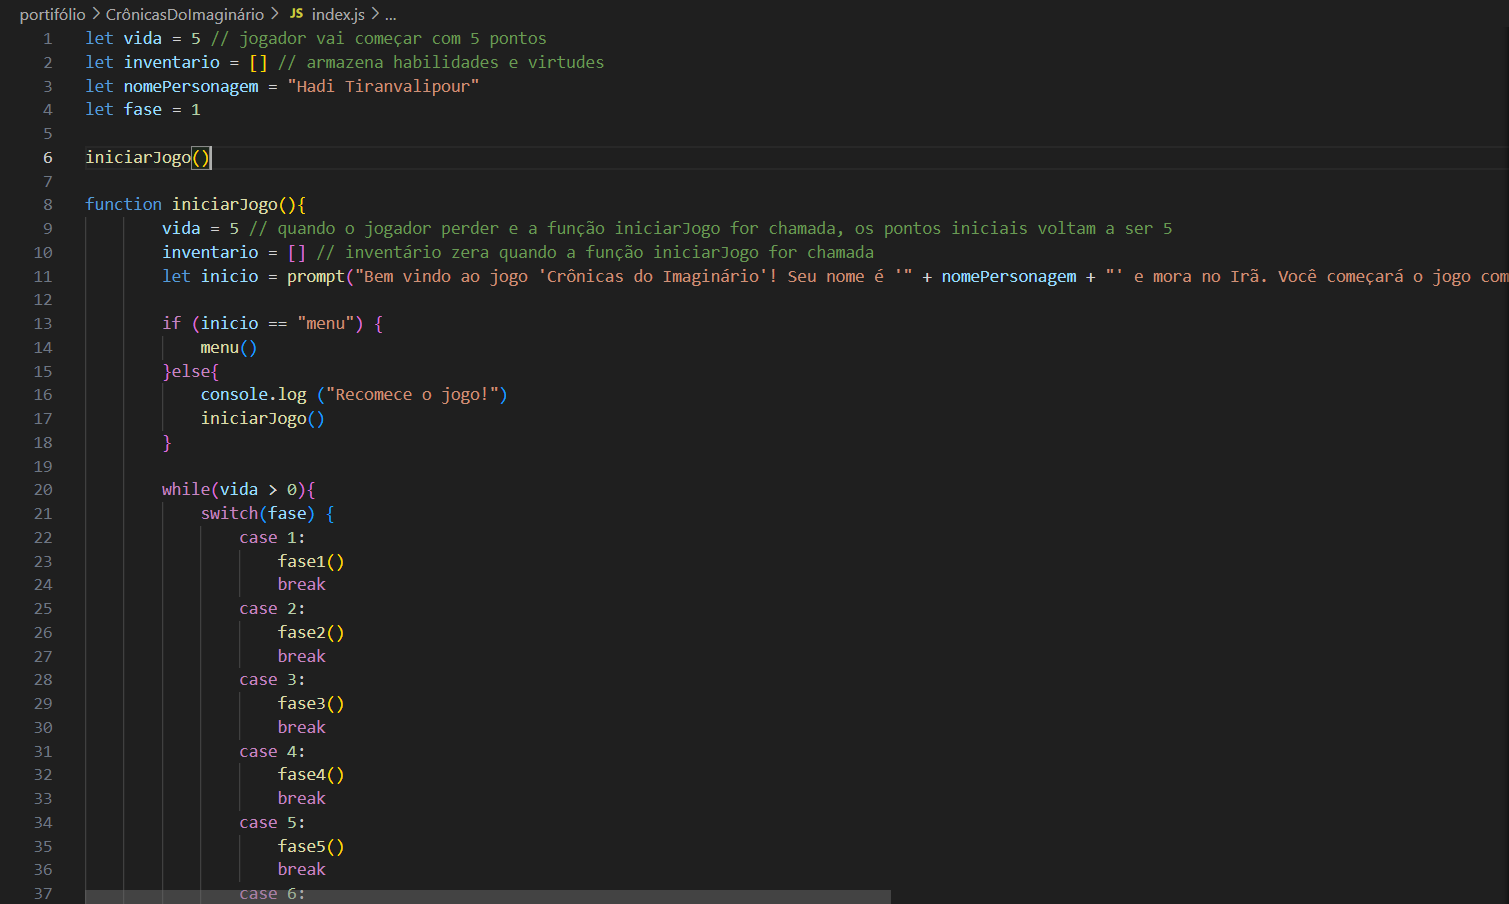 portifólio > CrônicasDoImaginário > JS index.js > ...
1 let vida = 5 // jogador vai começar com 5 pontos
2 let inventario = [] // armazena habilidades e virtudes
3 let nomePersonagem = "Hadi Tiranvalipour"
4 let fase = 1
5
6 iniciarJogo()
7
8 function iniciarJogo(){
9 vida = 5 // quando o jogador perder e a função iniciarJogo for chamada, os pontos iniciais voltam a ser 5
10 inventario = [] // inventário zera quando a função iniciarJogo for chamada
11 let inicio = prompt("Bem vindo ao jogo 'Crônicas do Imaginário'! Seu nome é '" + nomePersonagem + "' e mora no Irã. Você começará o jogo com
12
13 if (inicio == "menu") {
14 menu()
15 }else{
16 console.log ("Recomece o jogo!")
17 iniciarJogo()
18 }
19
20 while(vida > 0){
21 switch(fase) {
22 case 1:
23 fase1()
24 break
25 case 2:
26 fase2()
27 break
28 case 3:
29 fase3()
30 break
31 case 4:
32 fase4()
33 break
34 case 5:
35 fase5()
36 break
37 case 6: